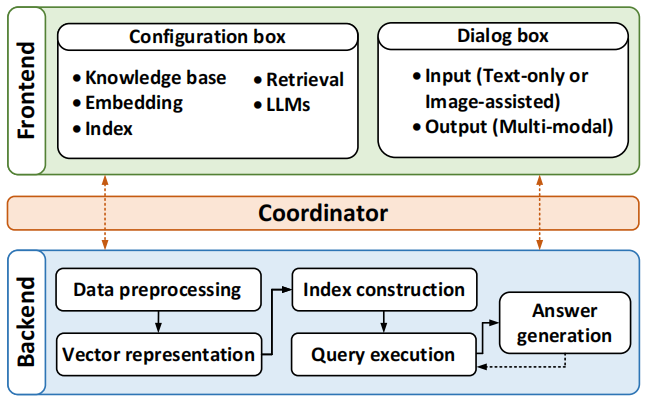 Frontend
Configuration box
• Knowledge base
• Embedding
• Index
• Retrieval
• LLMs
Dialog box
• Input (Text-only or
Image-assisted)
• Output (Multi-modal)
Coordinator
Backend
Data preprocessing
Vector representation
Index construction
Query execution
Answer
generation